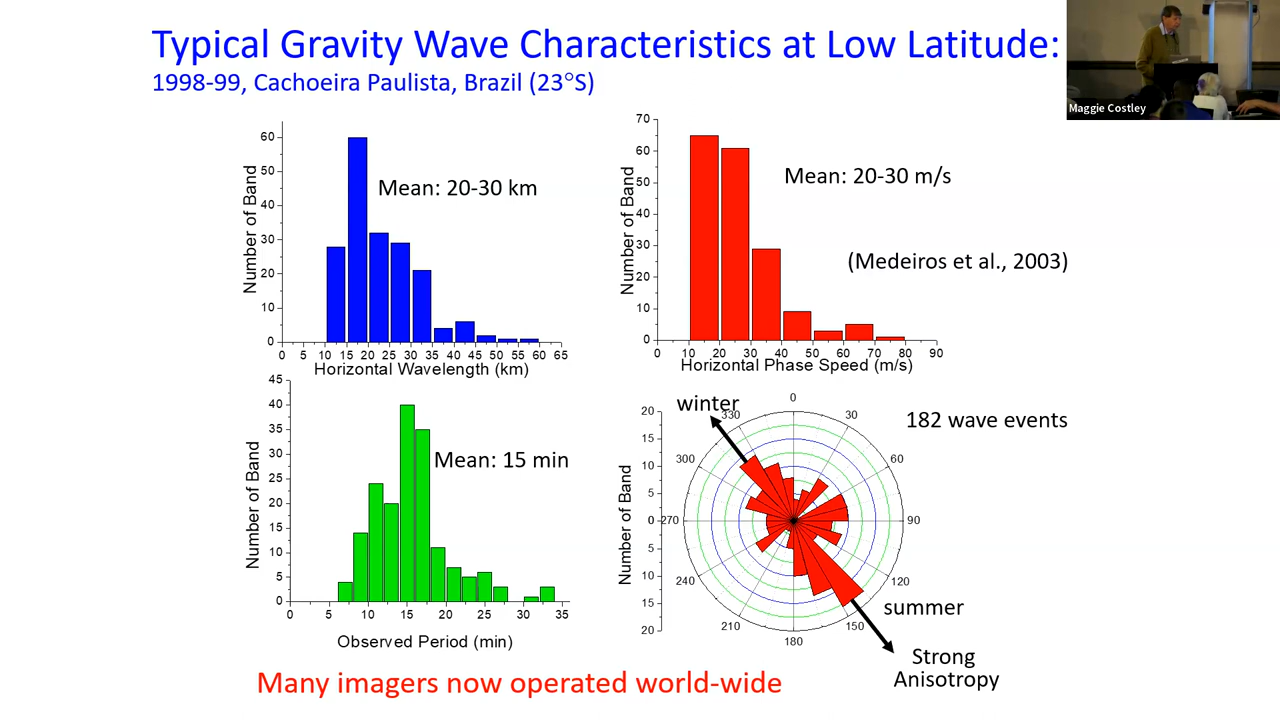 Typical Gravity Wave Characteristics at Low Latitude:
1998-99, Cachoeira Paulista, Brazil (23°S)
Maggie Costley
60
50
40
30
20
10
0
Number of Band
Mean: 20-30 km
0 5 10 15 20 25 30 35 40 45 50 55 60 65
Horizontal Wavelength (km)
70
60
50
40
30
20
10
0
Number of Band
Mean: 20-30 m/s
(Medeiros et al., 2003)
0 10 20 30 40 50 60 70 80 90
Horizontal Phase Speed (m/s)
45
40
35
30
25
20
15
10
5
0
Number of Band
Mean: 15 min
0 5 10 15 20 25 30 35
Observed Period (min)
winter
182 wave events
20
15
10
5
0
5
10
15
20
Number of Band
0
30
60
90
120
150
180
210
240
270
300
330
summer
Strong
Anisotropy
Many imagers now operated world-wide